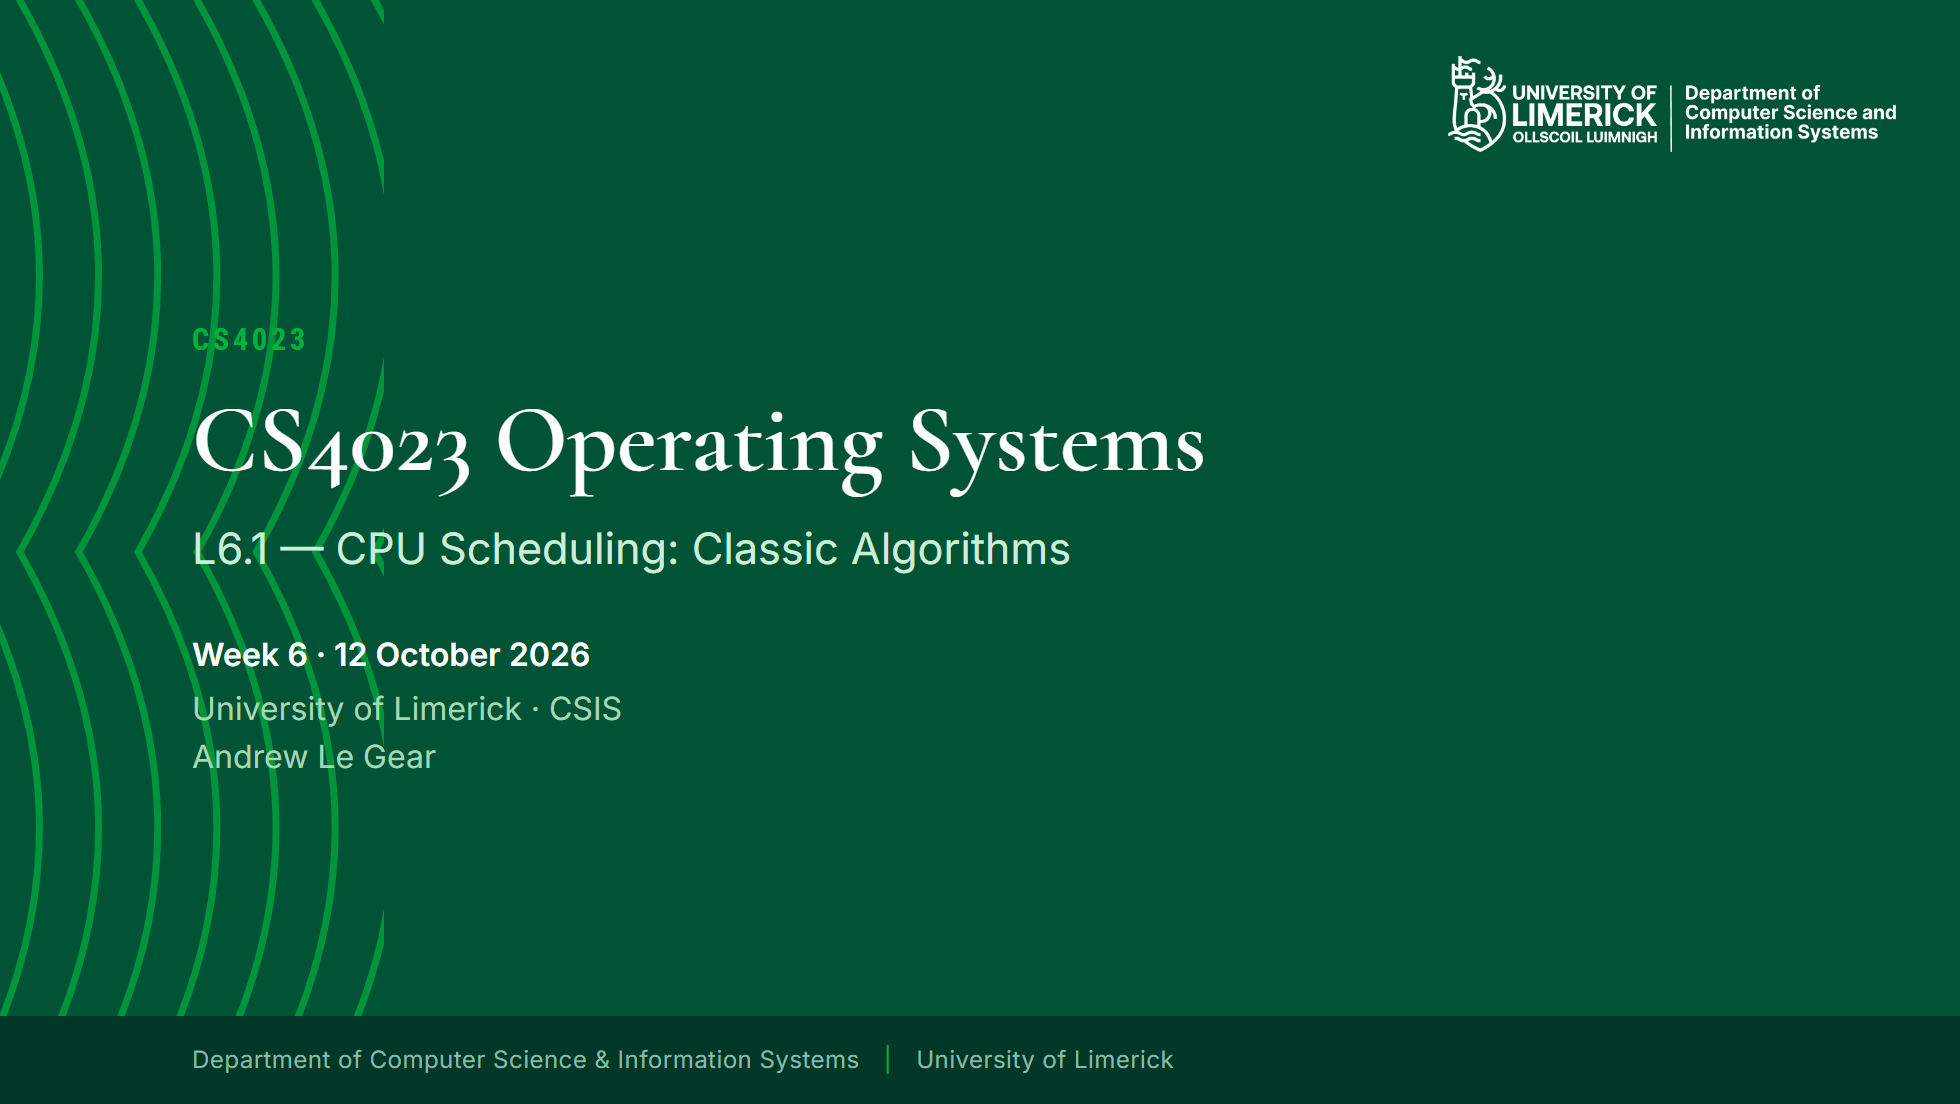 UNIVERSITY OF
LIMERICK
OLLSCOIL LUIMNIGH
Department of
Computer Science and
Information Systems
CS4023
CS4023 Operating Systems
L6.1 — CPU Scheduling: Classic Algorithms
Week 6 · 12 October 2026
University of Limerick · CSIS
Andrew Le Gear
Department of Computer Science & Information Systems | University of Limerick